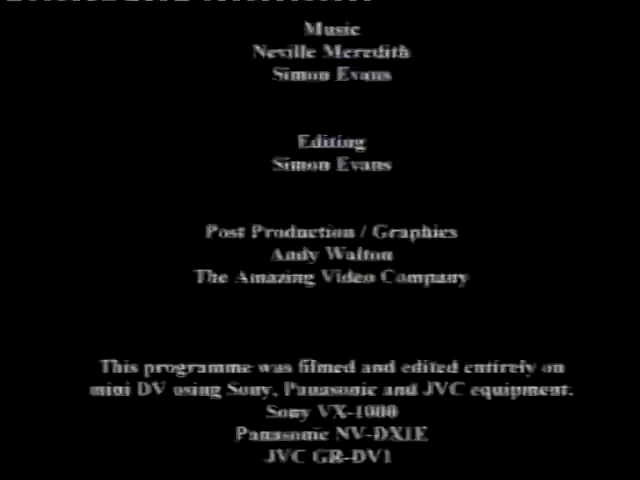 Music
Neville Meredith
Simon Evans
Editing
Simon Evans
Post Production / Graphics
Andy Walton
The Amazing Video Company
This programme was filmed and edited entirely on
mini DV using Sony, Panasonic and JVC equipment.
Sony VX-1000
Panasonic NV-DX1E
JVC GR-DV1